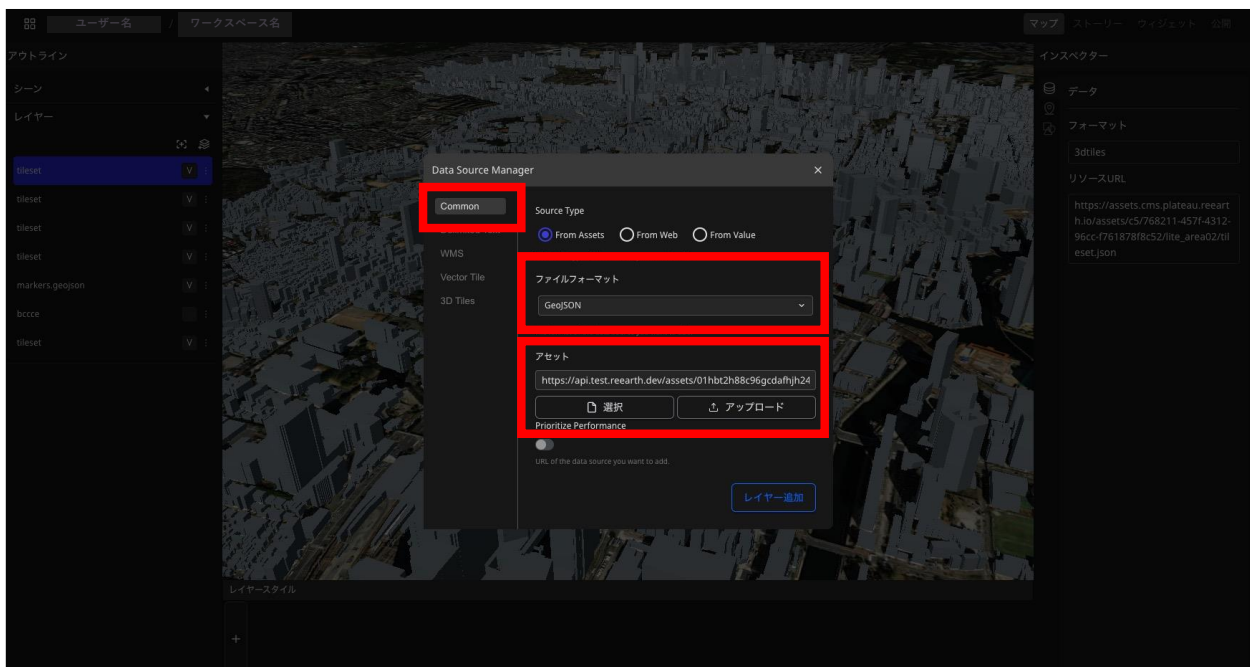 ユーザー名 / ワークスペース名
マップ ストーリー ウィジェット 公開
アウトライン
シーン
レイヤー
tileset V
tileset V
tileset V
tileset V
markers.geojson V
bccce
tileset V
Data Source Manager ×
Common
WMS
Vector Tile
3D Tiles
Source Type
From Assets From Web From Value
ファイルフォーマット
GeoJSON
アセット
https://api.test.reearth.dev/assets/01hbt2h88c96gcdafhjh24
選択 アップロード
Prioritize Performance
URL of the data source you want to add.
レイヤー追加
インスペクター
データ
フォーマット
3dtiles
リソースURL
https://assets.cms.plateau.reeart
h.io/assets/c5/768211-457f-4312-
96cc-f761878f8c52/lite_area02/til
eset.json
レイヤースタイル
+